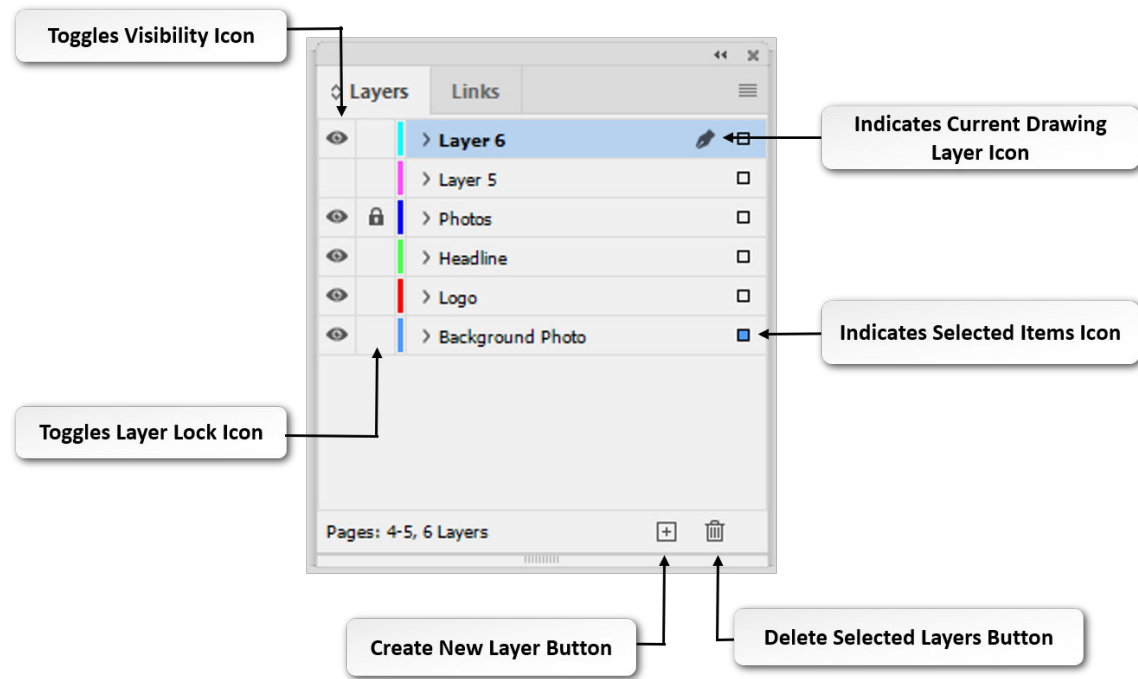 Toggles Visibility Icon
Layers
Links
Layer 6
Indicates Current Drawing
Layer Icon
Layer 5
Photos
Headline
Logo
Background Photo
Indicates Selected Items Icon
Toggles Layer Lock Icon
Pages: 4-5, 6 Layers
Create New Layer Button
Delete Selected Layers Button